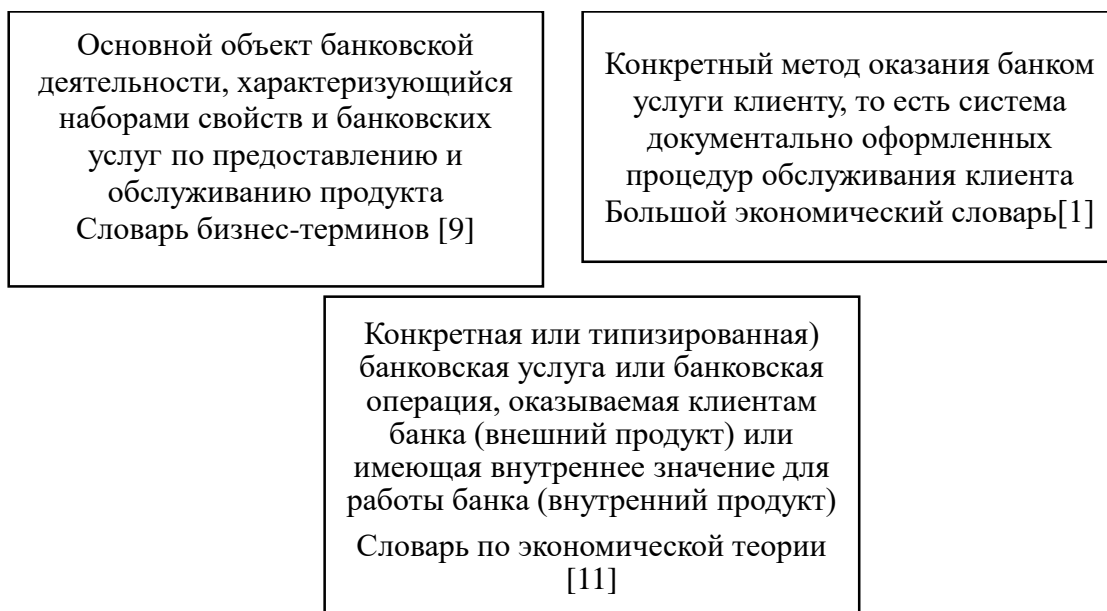 Основной объект банковской
деятельности, характеризующийся
наборами свойств и банковских
услуг по предоставлению и
обслуживанию продукта
Словарь бизнес-терминов [9]
Конкретный метод оказания банком
услуги клиенту, то есть система
документально оформленных
процедур обслуживания клиента
Большой экономический словарь[1]
Конкретная или типизированная)
банковская услуга или банковская
операция, оказываемая клиентам
банка (внешний продукт) или
имеющая внутреннее значение для
работы банка (внутренний продукт)
Словарь по экономической теории
[11]